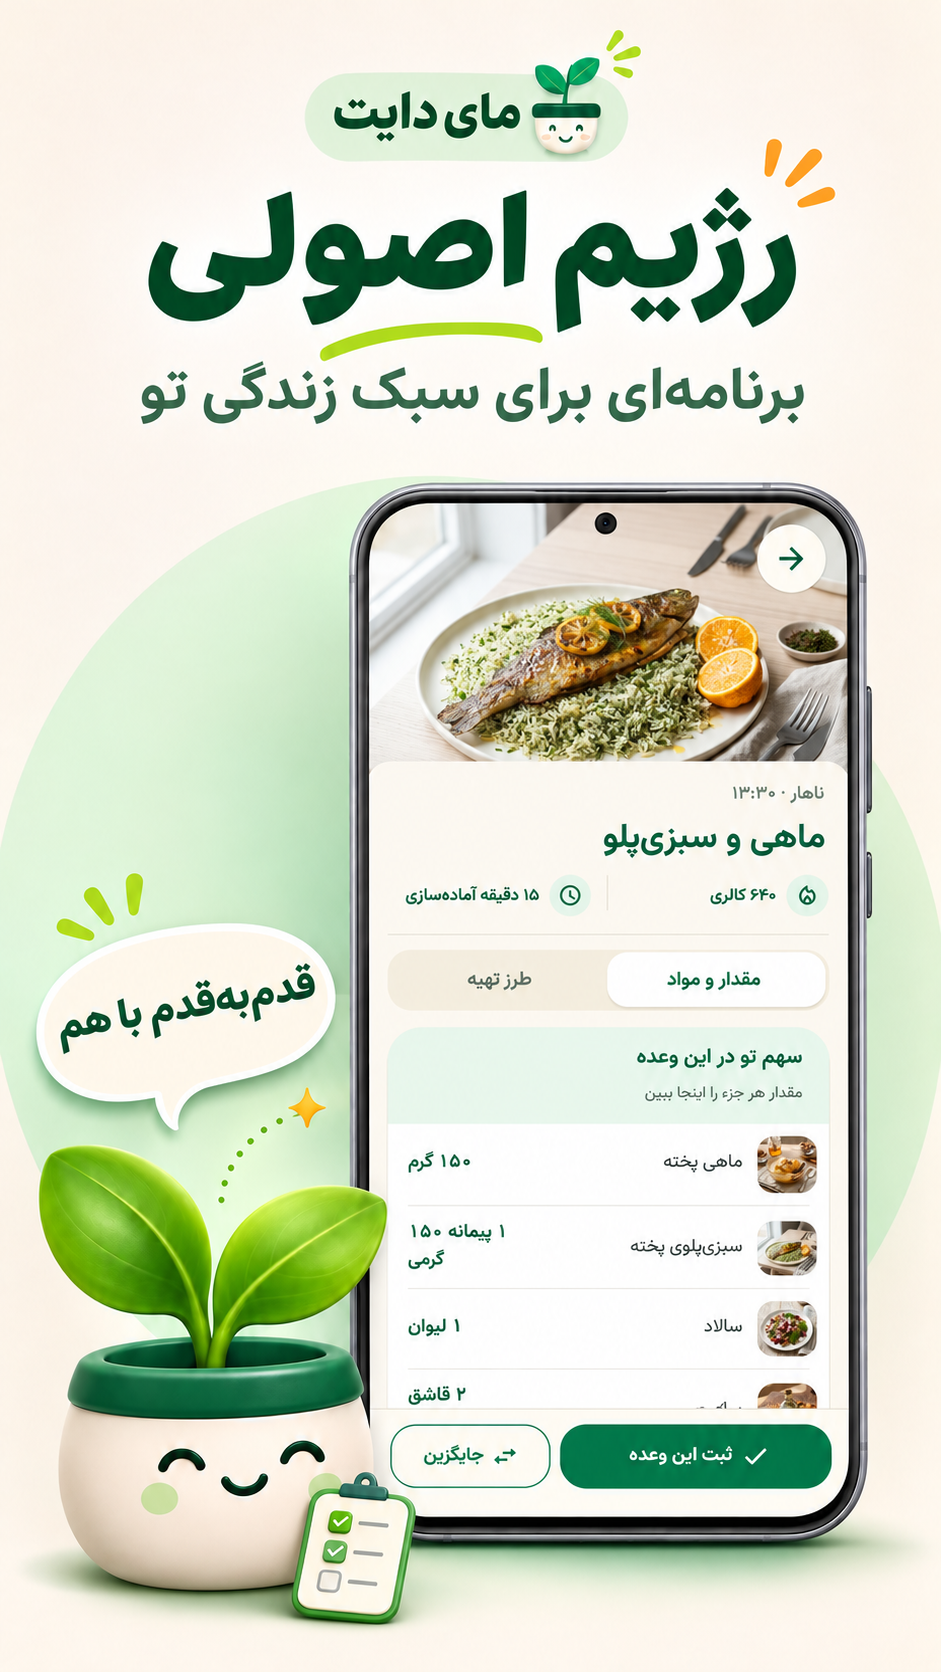 مای دایت
رژیم اصولی
برنامه‌ای برای سبک زندگی تو
ناهار · ۱۳:۳۰
ماهی و سبزی‌پلو
۶۴۰ کالری
۱۵ دقیقه آماده‌سازی
مقدار و مواد
طرز تهیه
سهم تو در این وعده
مقدار هر جزء را اینجا ببین
ماهی پخته
۱۵۰ گرم
سبزی‌پلوی پخته
۱ پیمانه ۱۵۰
گرمی
سالاد
۱ لیوان
۲ قاشق
ثبت این وعده
جایگزین
قدم‌به‌قدم با هم